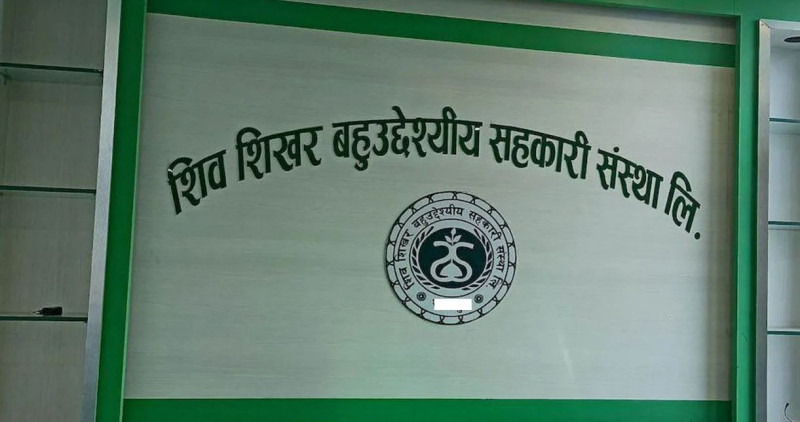 शिव शिखर बहुउद्देश्यीय सहकारी संस्था लि.
शिव शिखर बहुउद्देश्यीय सहकारी संस्था लि